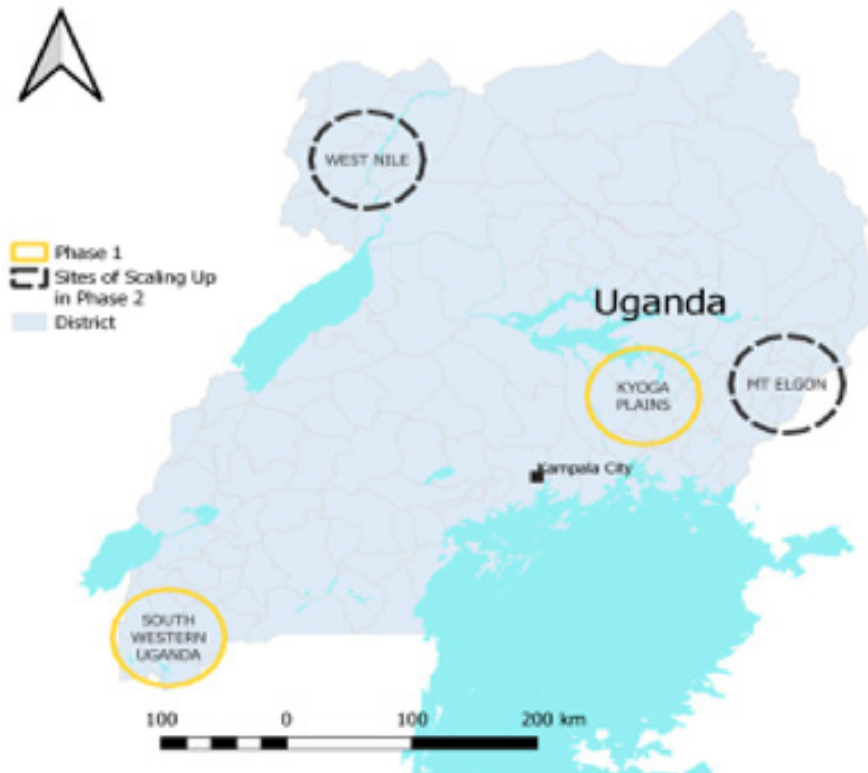 WEST NILE
Phase 1
Sites of Scaling Up
in Phase 2
District
Uganda
KYOGA
PLAINS
MT ELGON
Kampala City
SOUTH
WESTERN
UGANDA
100 0 100 200 km